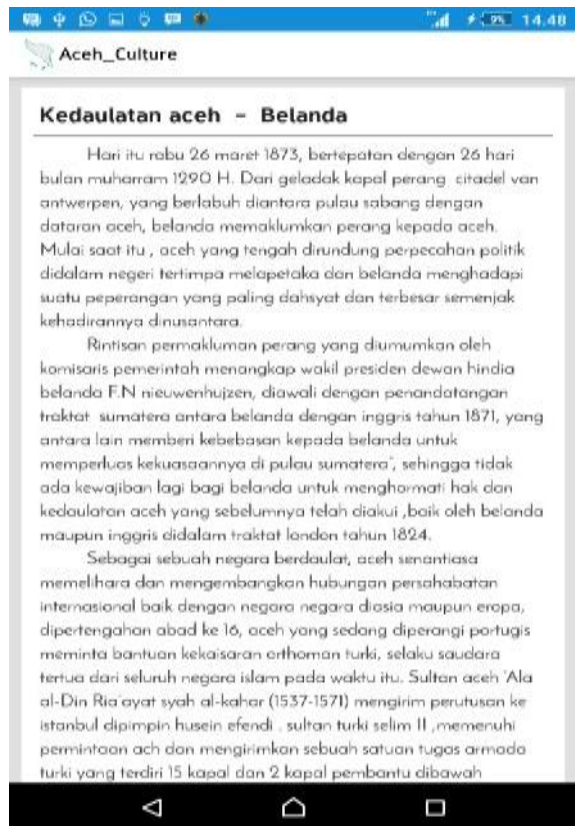 9% 14.48
Aceh_Culture
Kedaulatan aceh - Belanda
Hari itu rabu 26 maret 1873, bertepatan dengan 26 hari
bulan muharram 1290 H. Dari geladak kapal perang citadel van
antwerpen, yang berlabuh diantara pulau sabang dengan
dataran aceh, belanda memaklumkan perang kepada aceh.
Mulai saat itu , aceh yang tengah dirundung perpecahan politik
didalam negeri tertimpa melapetaka dan belanda menghadapi
suatu peperangan yang paling dahsyat dan terbesar semenjak
kehadirannya dinusantara.
Rintisan permakluman perang yang diumumkan oleh
komisaris pemerintah menangkap wakil presiden dewan hindia
belanda F.N nieuwenhujzen, diawali dengan penandatangan
traktat sumatera antara belanda dengan inggris tahun 1871, yang
antara lain memberi kebebasan kepada belanda untuk
memperluas kekuasaannya di pulau sumatera", sehingga tidak
ada kewajiban lagi bagi belanda untuk menghormati hak dan
kedaulatan aceh yang sebelumnya telah diakui ,baik oleh belanda
maupun inggris didalam traktat london tahun 1824.
Sebagai sebuah negara berdaulat, aceh senantiasa
memelihara dan mengembangkan hubungan persahabatan
internasional baik dengan negara negara diasia maupun eropa,
dipertengahan abad ke 16, aceh yang sedang diperangi portugis
meminta bantuan kekaisaran orthoman turki, selaku saudara
tertua dari seluruh negara islam pada waktu itu. Sultan aceh 'Ala
al-Din Ria'ayat syah al-kahar (1537-1571) mengirim perutusan ke
istanbul dipimpin husein efendi . sultan turki selim II ,memenuhi
permintaan ach dan mengirimkan sebuah satuan tugas armada
turki yang terdiri 15 kapal dan 2 kapal pembantu dibawah